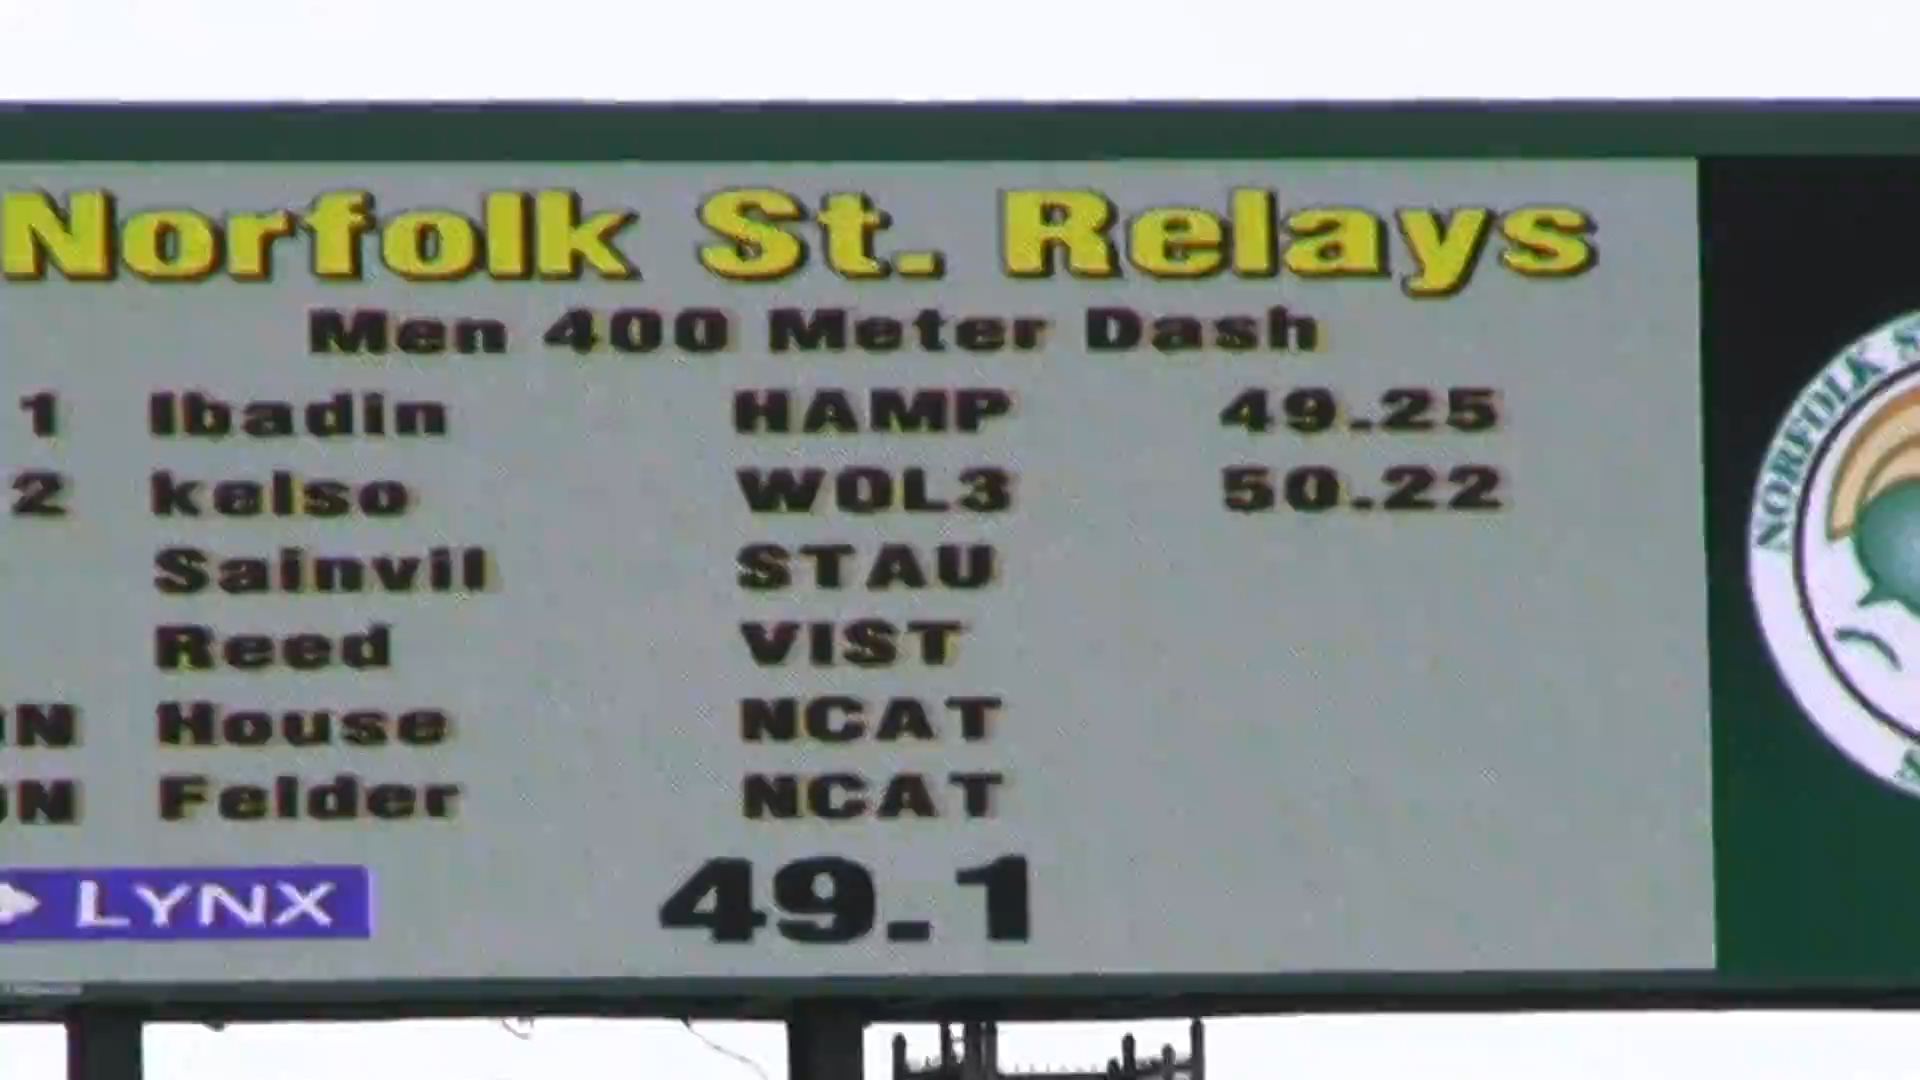 Norfolk St. Relays
Men 400 Meter Dash
1 Ibadin HAMP 49.25
2 kelso WOL3 50.22
Sainvil STAU
Reed VIST
N House NCAT
N Felder NCAT
LYNX 49.1
NORFOLK